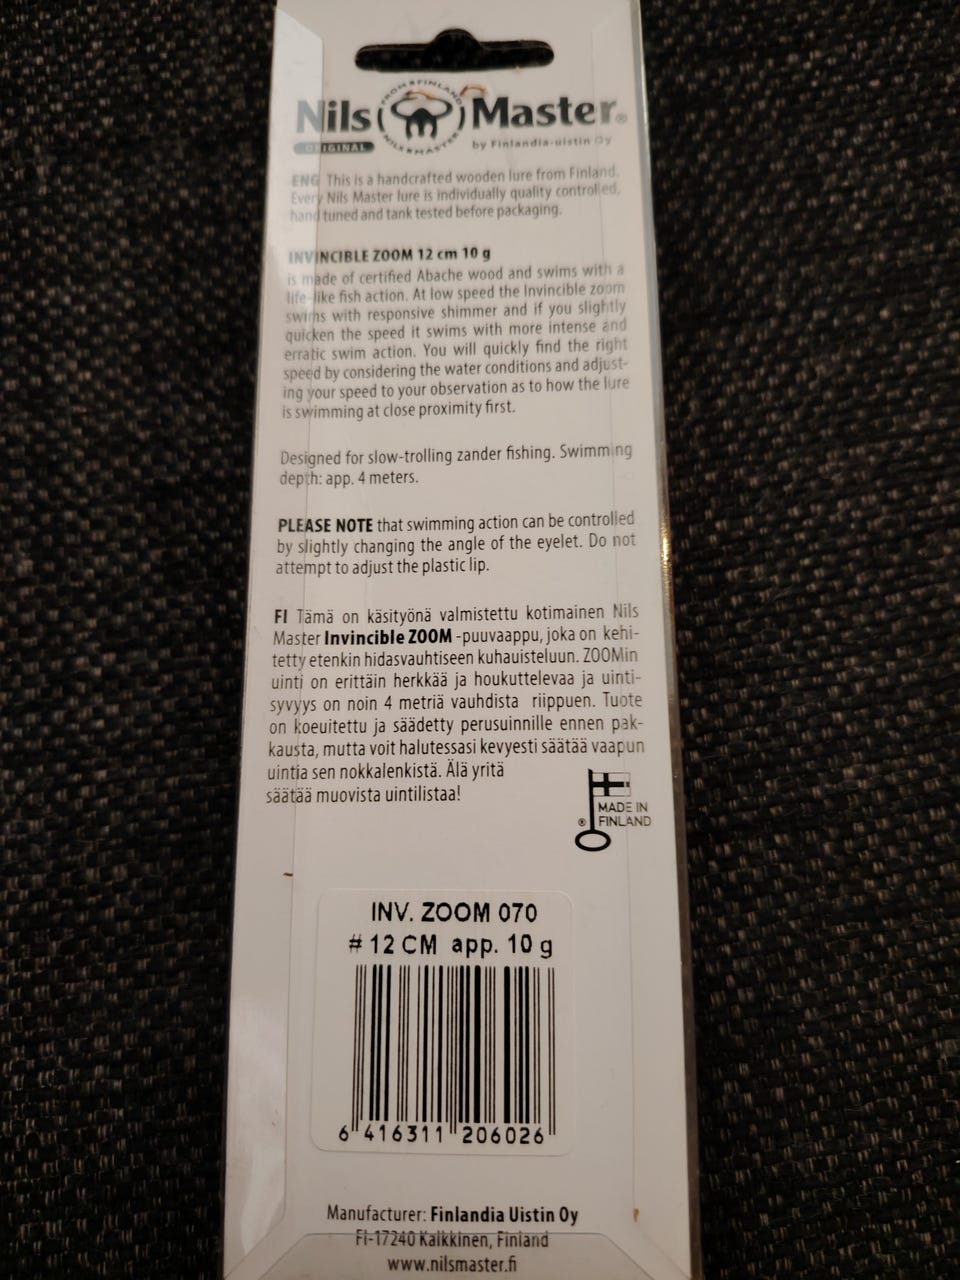 Nils Master®
FROM FINLAND
NILS MASTER
ORIGINAL
by Finlandia-uistin Oy
ENG This is a handcrafted wooden lure from Finland.
Every Nils Master lure is individually quality controlled,
hand tuned and tank tested before packaging.
INVINCIBLE ZOOM 12 cm 10 g
is made of certified Abache wood and swims with a
life-like fish action. At low speed the Invincible zoom
swims with responsive shimmer and if you slightly
quicken the speed it swims with more intense and
erratic swim action. You will quickly find the right
speed by considering the water conditions and adjust-
ing your speed to your observation as to how the lure
is swimming at close proximity first.
Designed for slow-trolling zander fishing. Swimming
depth: app. 4 meters.
PLEASE NOTE that swimming action can be controlled
by slightly changing the angle of the eyelet. Do not
attempt to adjust the plastic lip.
FI Tämä on käsityönä valmistettu kotimainen Nils
Master Invincible ZOOM -puuvaappu, joka on kehi-
tetty etenkin hidasvauhtiseen kuhauisteluun. ZOOMin
uinti on erittäin herkkää ja houkuttelevaa ja uinti-
syvyys on noin 4 metriä vauhdista riippuen. Tuote
on koeuitettu ja säädetty perusuinnille ennen pak-
kausta, mutta voit halutessasi kevyesti säätää vaapun
uintia sen nokkalenkistä. Älä yritä
säätää muovista uintilistaa!
MADE IN
® FINLAND
INV. ZOOM 070
# 12 CM app. 10 g
6 416311 206026
Manufacturer: Finlandia Uistin Oy
FI-17240 Kalkkinen, Finland
www.nilsmaster.fi